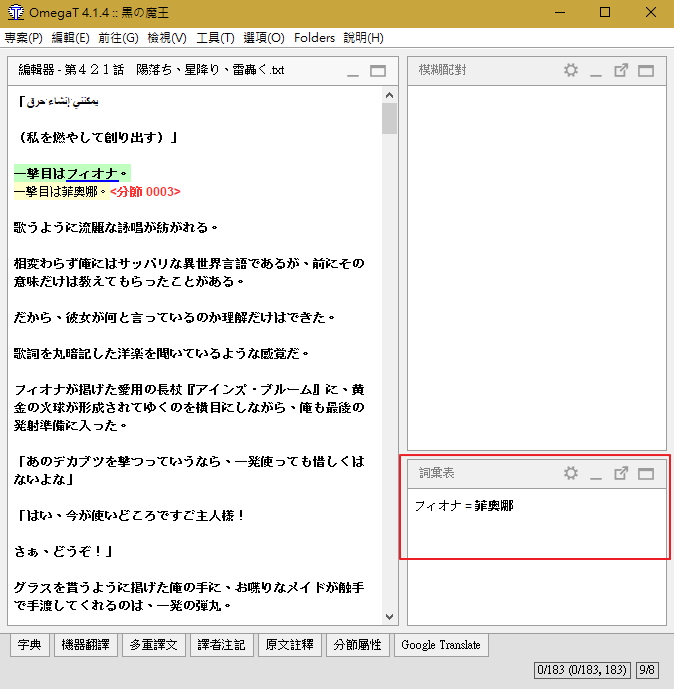 OmegaT 4.1.4 :: 黒の魔王
專案(P) 編輯(E) 前往(G) 檢視(V) 工具(T) 選項(O) Folders 說明(H)
編輯器 - 第４２１話　陽落ち、星降り、雷轟く.txt
「يمكنني إنشاء حرق
（私を燃やして創り出す）」
一撃目はフィオナ。
一撃目は菲奧娜。<分節 0003>
歌うように流麗な詠唱が紡がれる。
相変わらず俺にはサッパリな異世界言語であるが、前にその
意味だけは教えてもらったことがある。
だから、彼女が何と言っているのか理解だけはできた。
歌詞を丸暗記した洋楽を聞いているような感覚だ。
フィオナが掲げた愛用の長杖『アインズ・ブルーム』に、黄
金の火球が形成されてゆくのを横目にしながら、俺も最後の
発射準備に入った。
「あのデカブツを撃つっていうなら、一発使っても惜しくは
ないよな」
「はい、今が使いどころですご主人様！
さぁ、どうぞ！」
グラスを貰うように掲げた俺の手に、お喋りなメイドが触手
で手渡してくれるのは、一発の弾丸。
模糊配對
詞彙表
フィオナ = 菲奧娜
字典
機器翻譯
多重譯文
譯者注記
原文註釋
分節屬性
Google Translate
0/183 (0/183, 183)
9/8